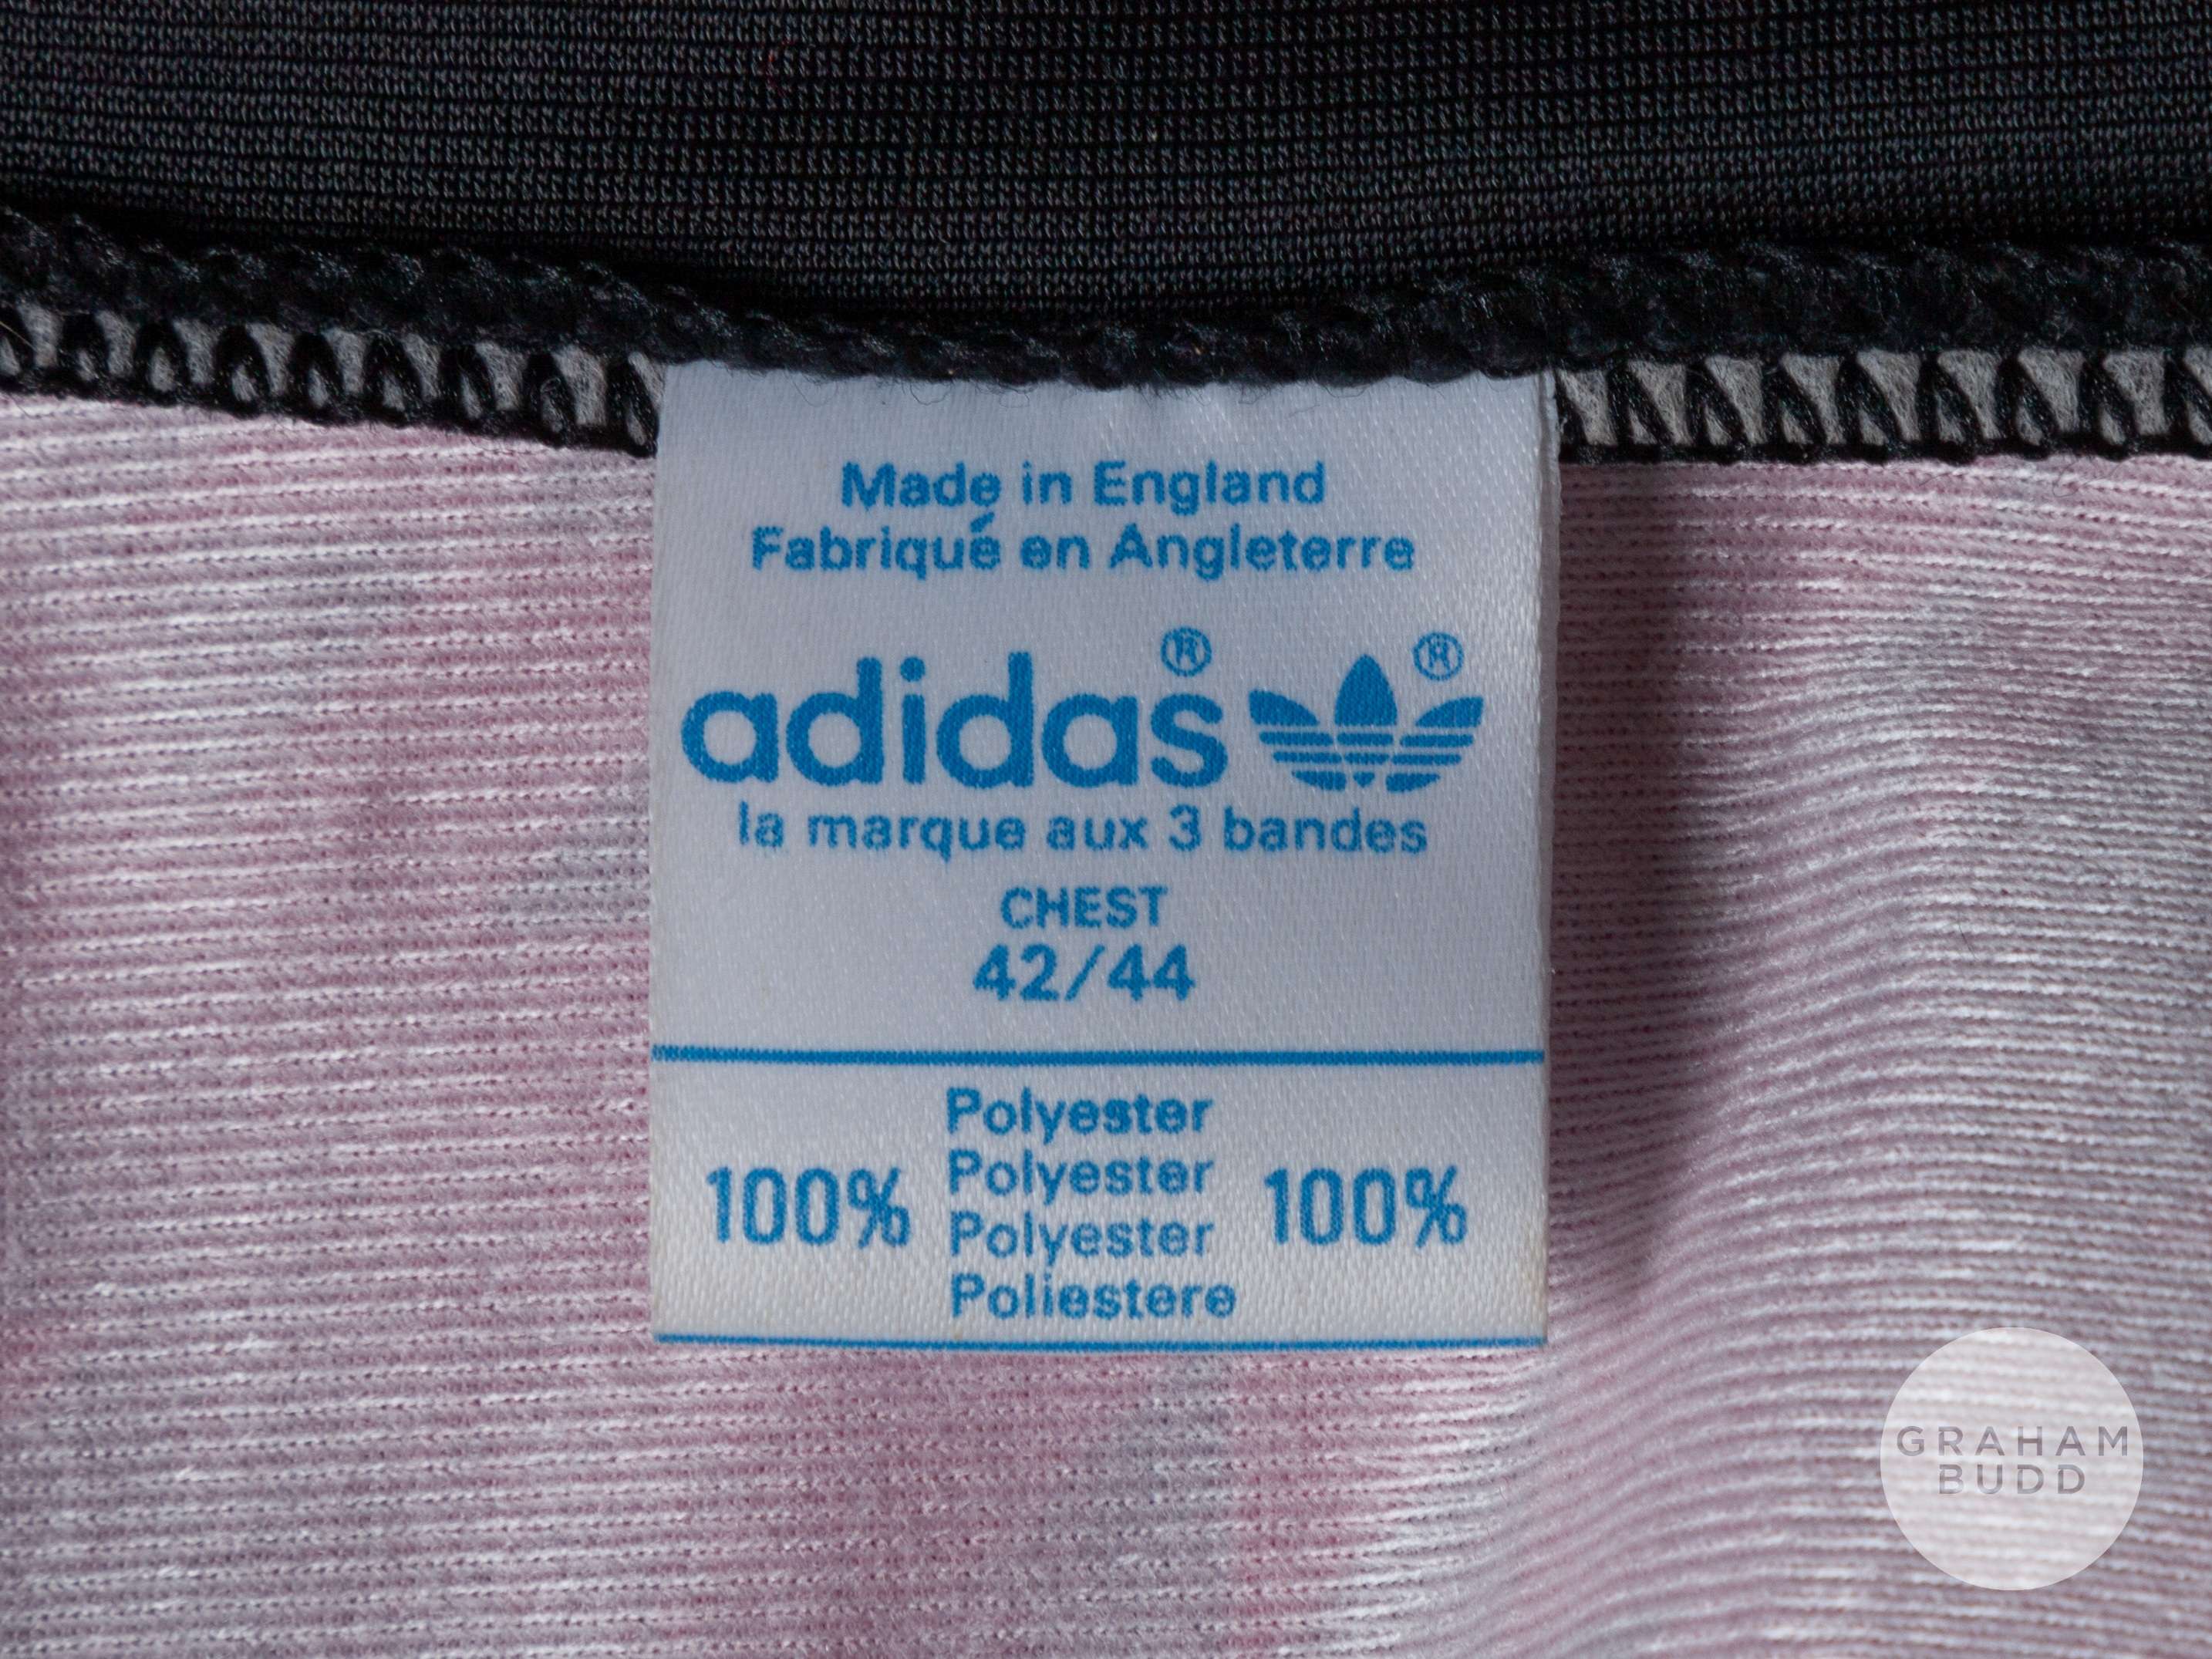 Made in England
Fabriqué en Angleterre
adidas® ®
la marque aux 3 bandes
CHEST
42/44
Polyester
Polyester
100% 100%
Polyester
Poliestere
GRAHAM
BUDD